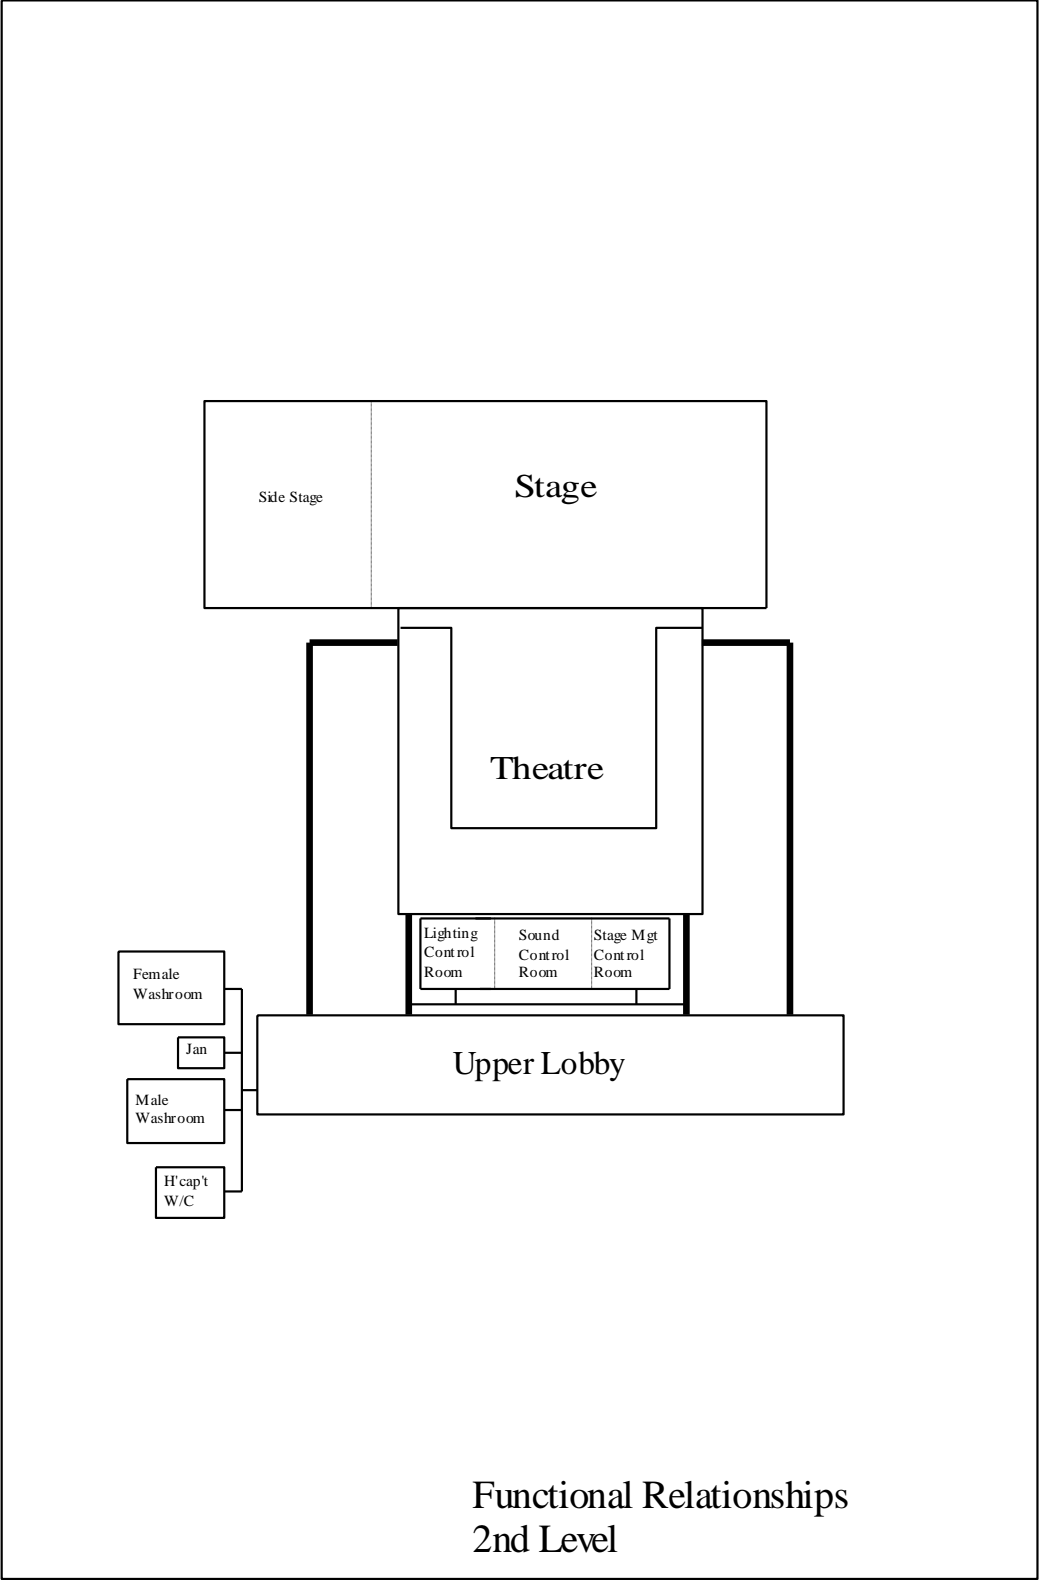 Side Stage
Stage
Theatre
Lighting
Control
Room
Sound
Control
Room
Stage Mgt
Control
Room
Female
Washroom
Jan
Male
Washroom
H'cap't
W/C
Upper Lobby
Functional Relationships
2nd Level